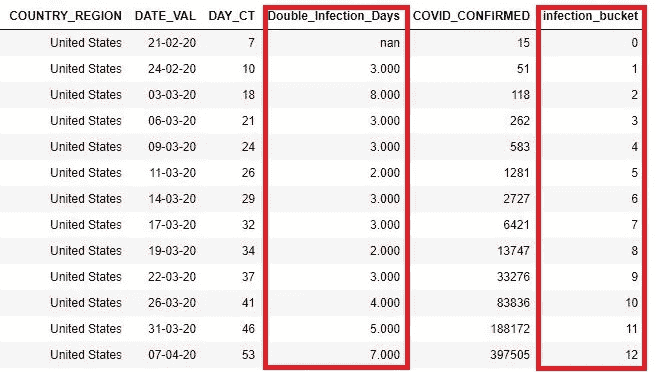 COUNTRY_REGION DATE_VAL DAY_CT Double_Infection_Days COVID_CONFIRMED infection_bucket
United States 21-02-20 7 nan 15 0
United States 24-02-20 10 3.000 51 1
United States 03-03-20 18 8.000 118 2
United States 06-03-20 21 3.000 262 3
United States 09-03-20 24 3.000 583 4
United States 11-03-20 26 2.000 1281 5
United States 14-03-20 29 3.000 2727 6
United States 17-03-20 32 3.000 6421 7
United States 19-03-20 34 2.000 13747 8
United States 22-03-20 37 3.000 33276 9
United States 26-03-20 41 4.000 83836 10
United States 31-03-20 46 5.000 188172 11
United States 07-04-20 53 7.000 397505 12